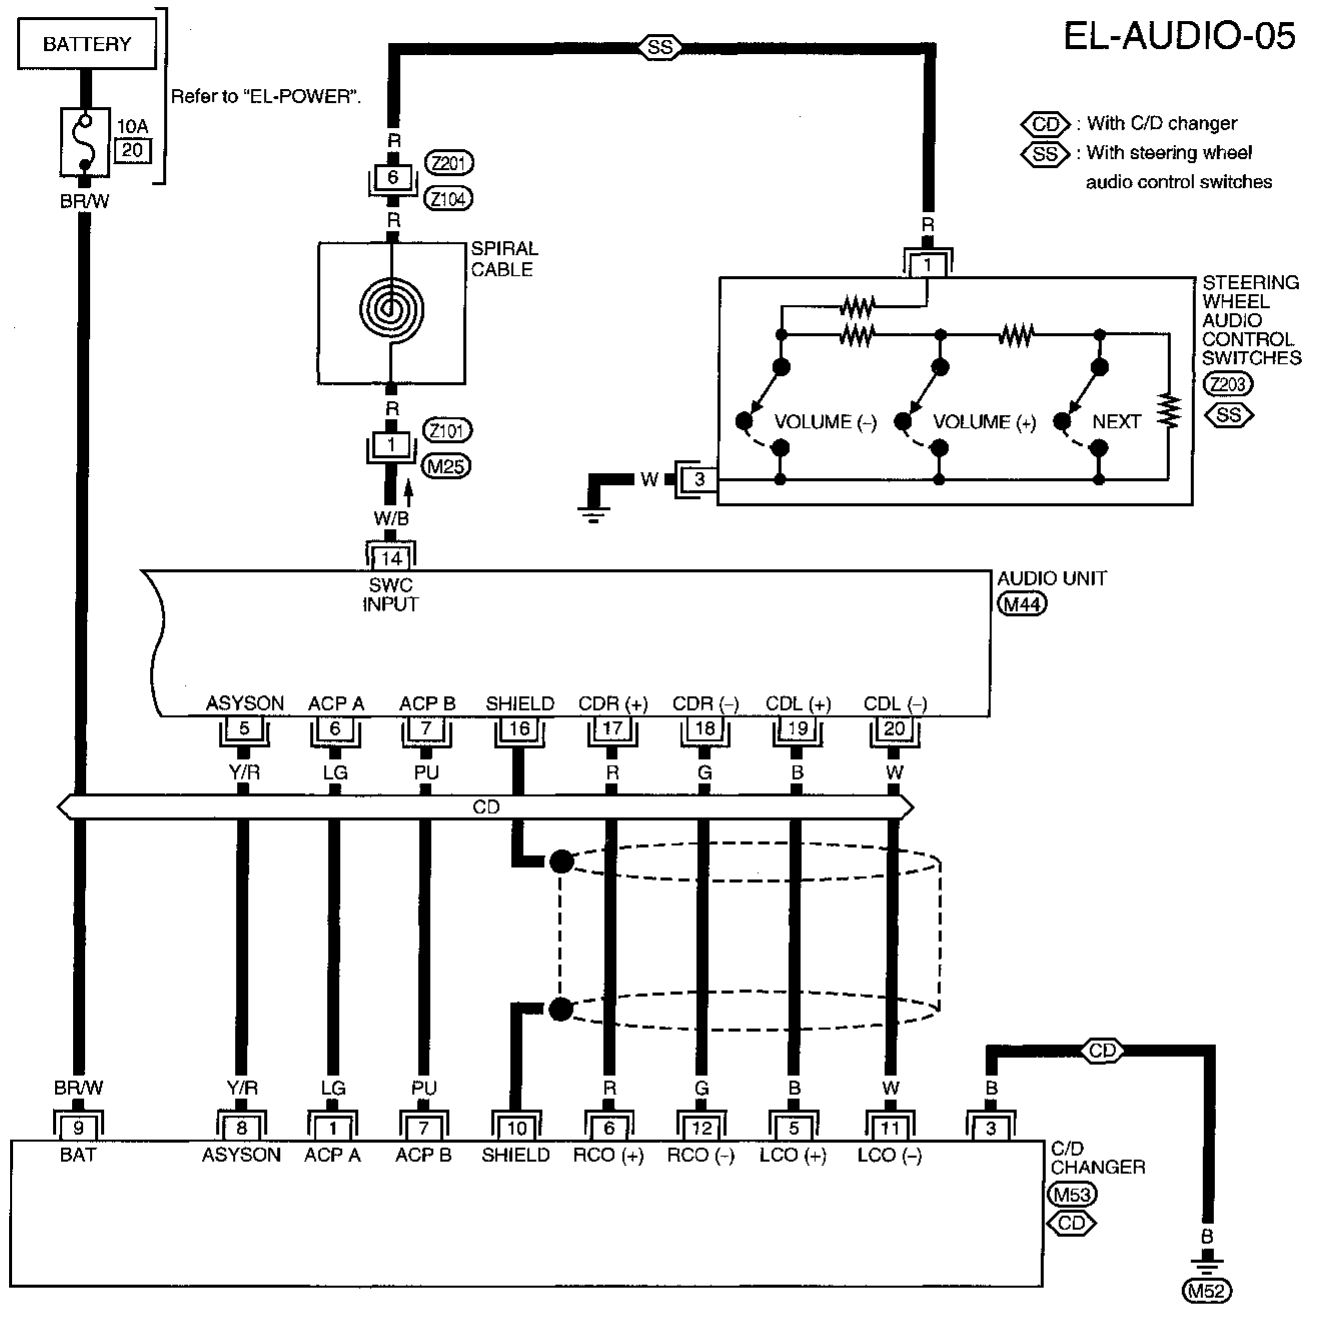 EL-AUDIO-05
BATTERY
Refer to "EL-POWER".
10A
20
BR/W
SS
CD : With C/D changer
SS : With steering wheel
audio control switches
R
6
Z201
Z104
R
SPIRAL
CABLE
R
1
Z101
M25
W/B
14
SWC
INPUT
R
1
STEERING
WHEEL
AUDIO
CONTROL
SWITCHES
Z203
SS
VOLUME (–) VOLUME (+) NEXT
W 3
AUDIO UNIT
M44
ASYSON ACP A ACP B SHIELD CDR (+) CDR (–) CDL (+) CDL (–)
5 6 7 16 17 18 19 20
Y/R LG PU R G B W
CD
CD
BR/W Y/R LG PU R G B W B
9 8 1 7 10 6 12 5 11 3
BAT ASYSON ACP A ACP B SHIELD RCO (+) RCO (–) LCO (+) LCO (–)
C/D
CHANGER
M53
CD
B
M52